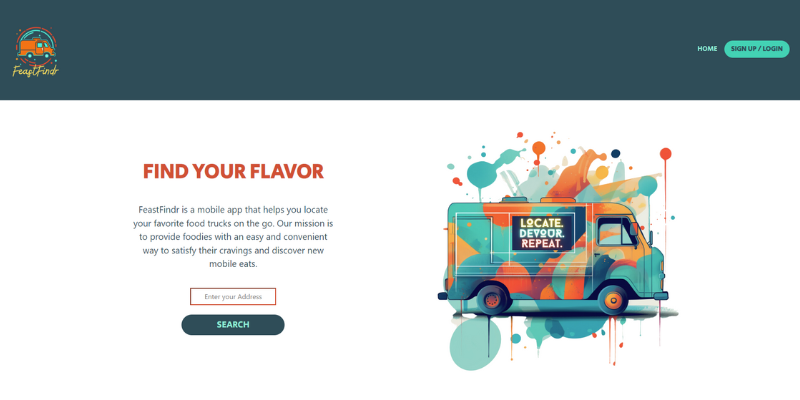 FeastFindr
HOME
SIGN UP / LOGIN
FIND YOUR FLAVOR
FeastFindr is a mobile app that helps you locate
your favorite food trucks on the go. Our mission is
to provide foodies with an easy and convenient
way to satisfy their cravings and discover new
mobile eats.
Enter your Address
SEARCH
LOCATE.
DEVOUR.
REPEAT.